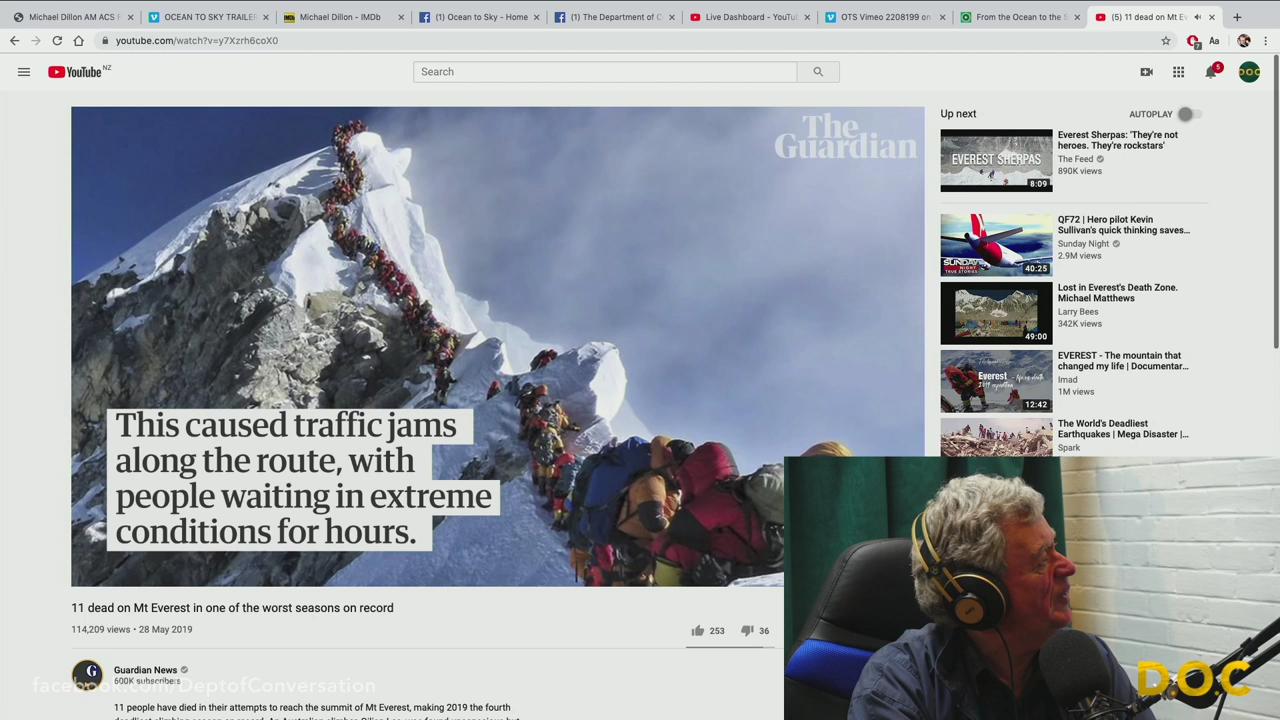 Michael Dillon AM ACS F
OCEAN TO SKY TRAILER
Michael Dillon - IMDb
(1) Ocean to Sky - Home
(1) The Department of C
Live Dashboard - YouTu
OTS Vimeo 2208199 on
From the Ocean to the S
(5) 11 dead on Mt Ev
youtube.com/watch?v=y7Xzrh6coX0
7
Aa
YouTube NZ
Search
5
DOC
The
Guardian
This caused traffic jams
along the route, with
people waiting in extreme
conditions for hours.
11 dead on Mt Everest in one of the worst seasons on record
114,209 views • 28 May 2019
253
36
G
Guardian News
600K subscribers
facebook.com/DeptofConversation
11 people have died in their attempts to reach the summit of Mt Everest, making 2019 the fourth
Up next
AUTOPLAY
EVEREST SHERPAS
8:09
Everest Sherpas: 'They're not
heroes. They're rockstars'
The Feed
890K views
SUNDAY
NIGHT
TRUE STORIES
40:25
QF72 | Hero pilot Kevin
Sullivan's quick thinking saves...
Sunday Night
2.9M views
49:00
Lost in Everest's Death Zone.
Michael Matthews
Larry Bees
342K views
Everest
2019 expedition
12:42
EVEREST - The mountain that
changed my life | Documentar...
Imad
1M views
The World's Deadliest
Earthquakes | Mega Disaster |...
Spark
D.O.C